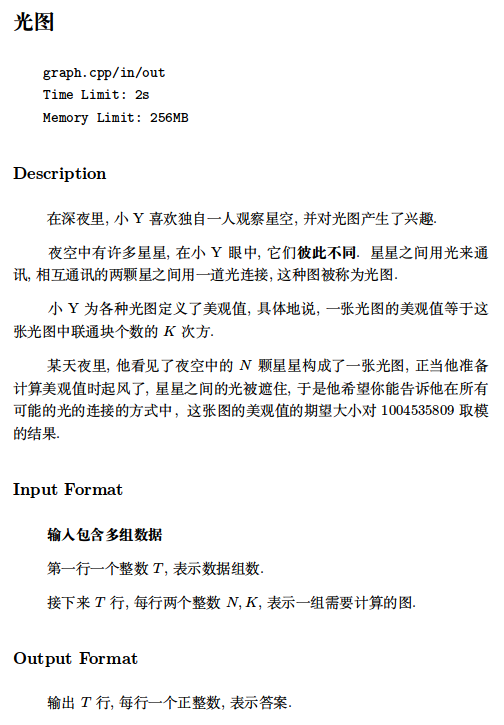 光图
graph.cpp/in/out
Time Limit: 2s
Memory Limit: 256MB
Description
在深夜里, 小 Y 喜欢独自一人观察星空, 并对光图产生了兴趣.
夜空中有许多星星, 在小 Y 眼中, 它们彼此不同. 星星之间用光来通
讯, 相互通讯的两颗星之间用一道光连接, 这种图被称为光图.
小 Y 为各种光图定义了美观值, 具体地说, 一张光图的美观值等于这
张光图中联通块个数的 K 次方.
某天夜里, 他看见了夜空中的 N 颗星星构成了一张光图, 正当他准备
计算美观值时起风了, 星星之间的光被遮住, 于是他希望你能告诉他在所有
可能的光的连接的方式中, 这张图的美观值的期望大小对 1004535809 取模
的结果.
Input Format
输入包含多组数据
第一行一个整数 T, 表示数据组数.
接下来 T 行, 每行两个整数 N, K, 表示一组需要计算的图.
Output Format
输出 T 行, 每行一个正整数, 表示答案.